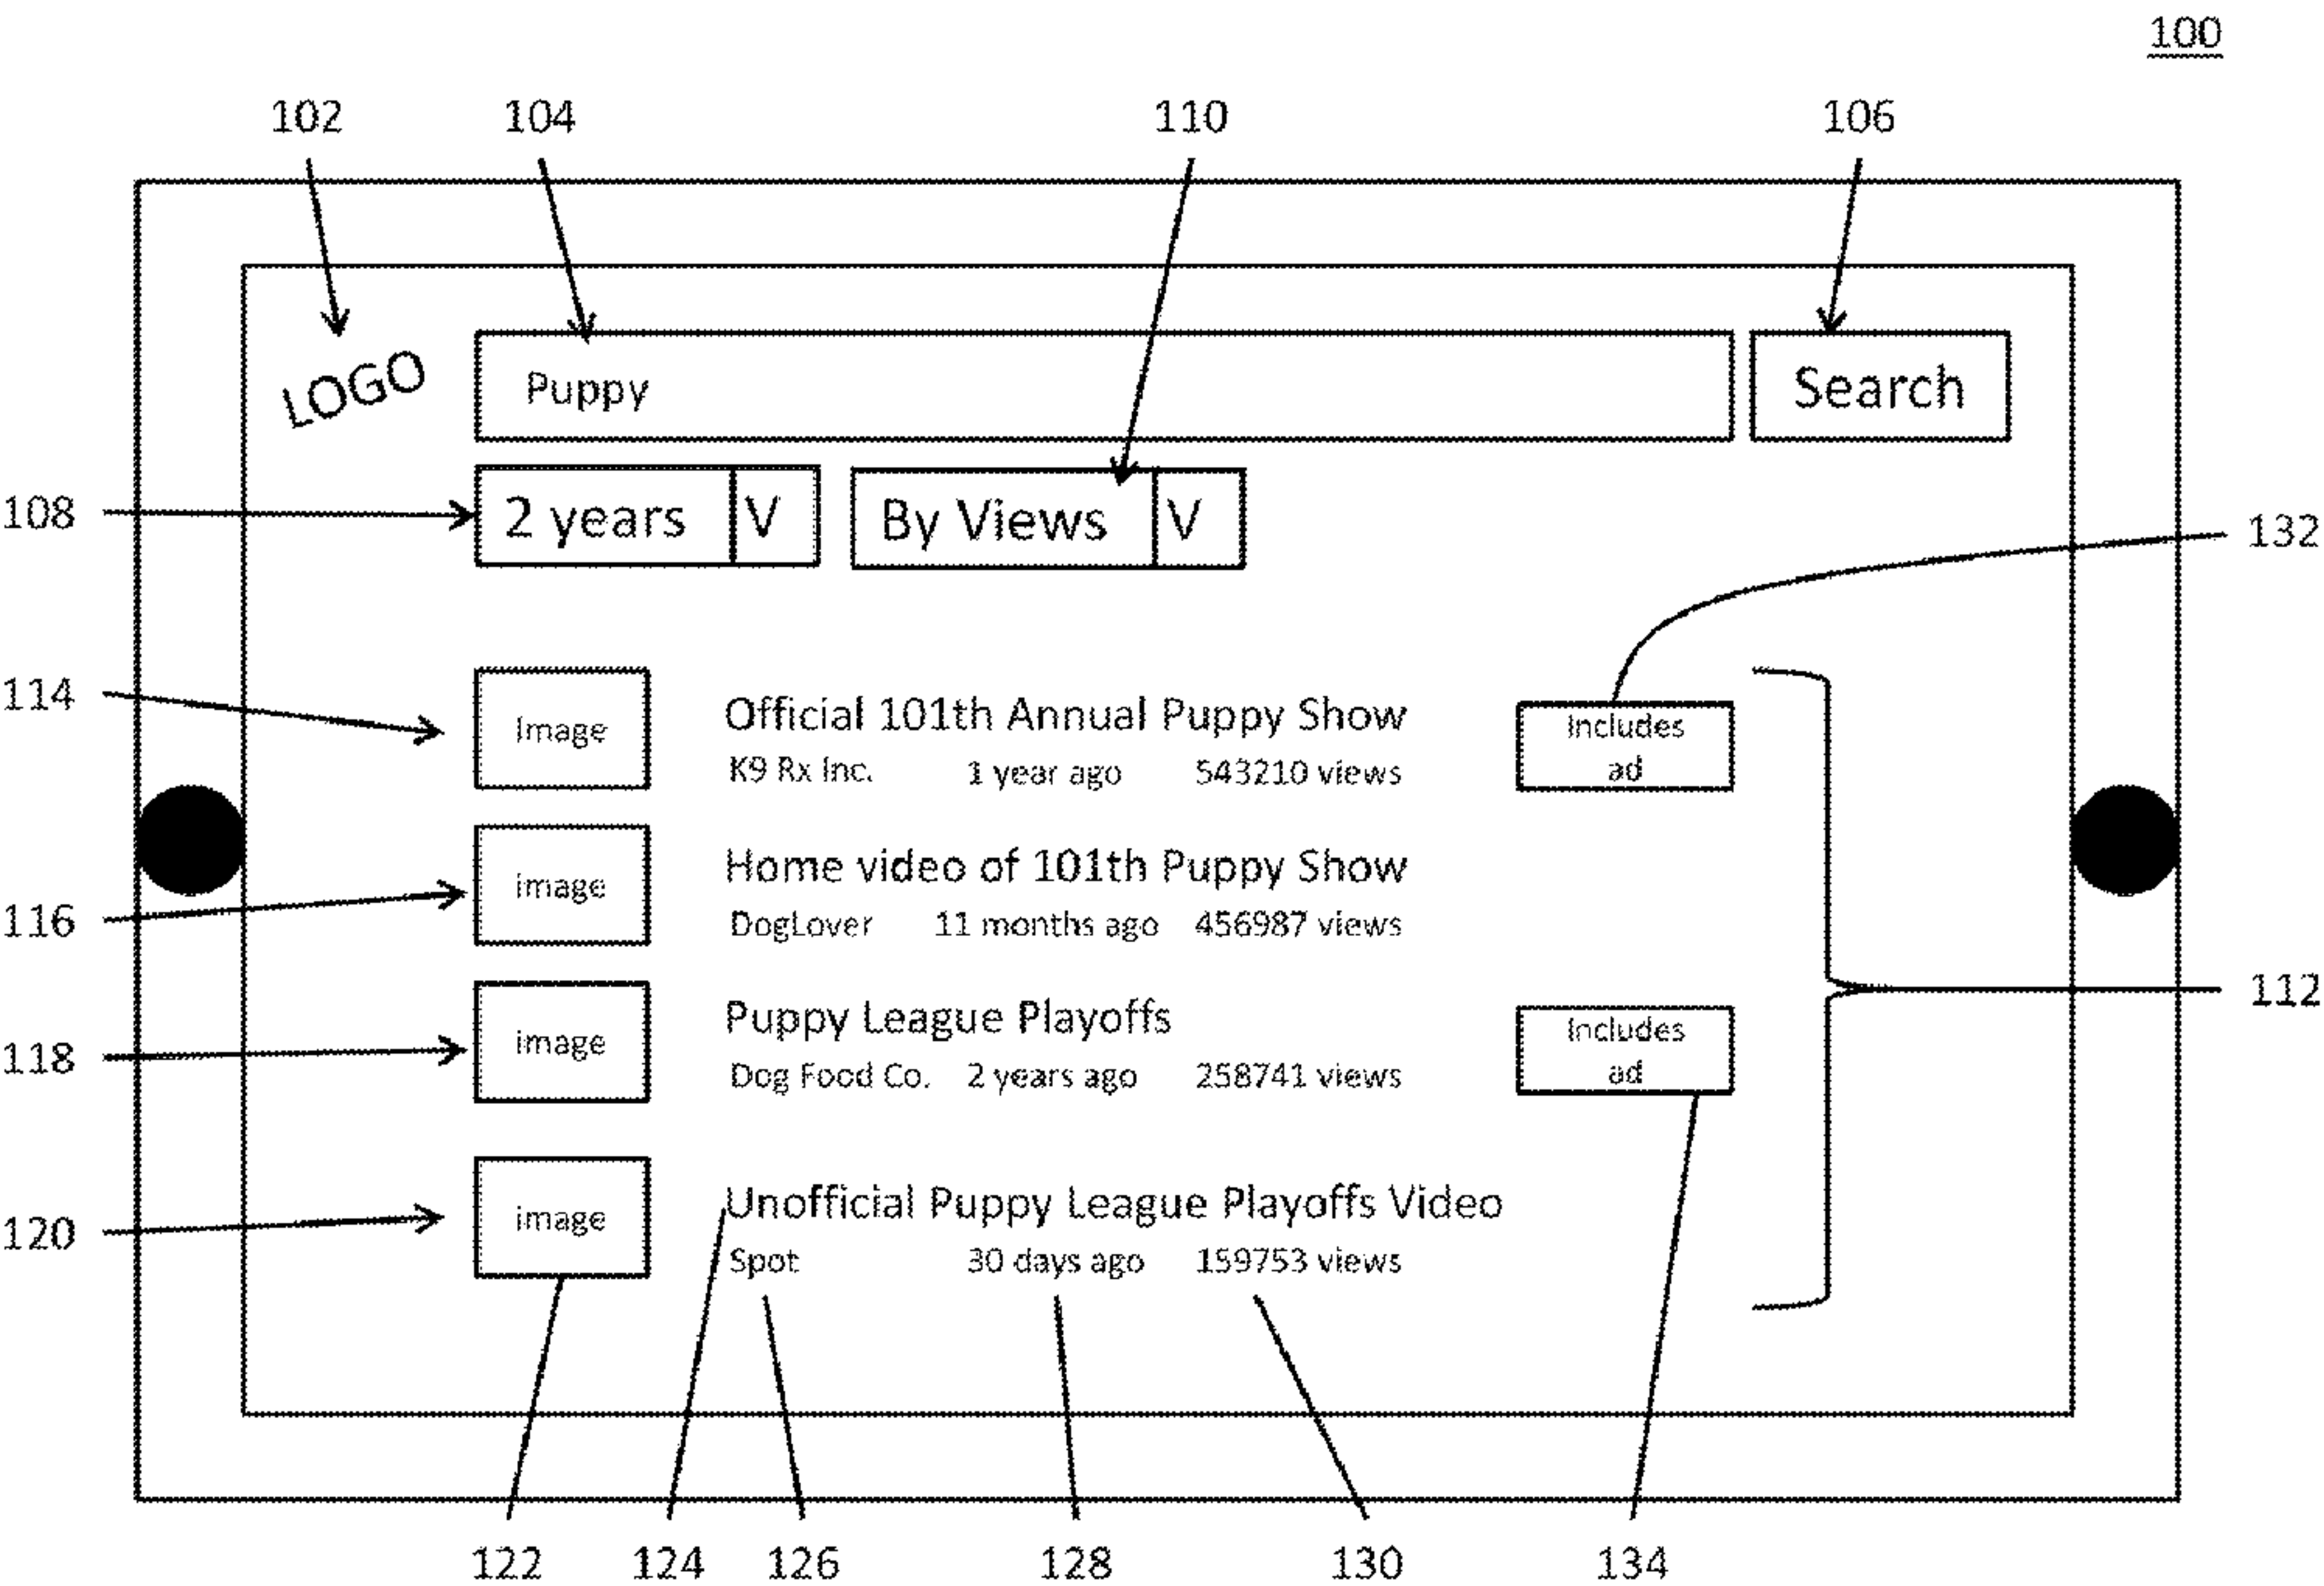 100
102 104 110 106
LOGO Puppy Search
108 2 years V By Views V
132
114 Image Official 101th Annual Puppy Show Includes
K9 Rx Inc. 1 year ago 543210 views ad
116 image Home video of 101th Puppy Show
DogLover 11 months ago 456987 views
112
118 image Puppy League Playoffs Includes
Dog Food Co. 2 years ago 258741 views ad
120 image Unofficial Puppy League Playoffs Video
Spot 30 days ago 159753 views
122 124 126 128 130 134